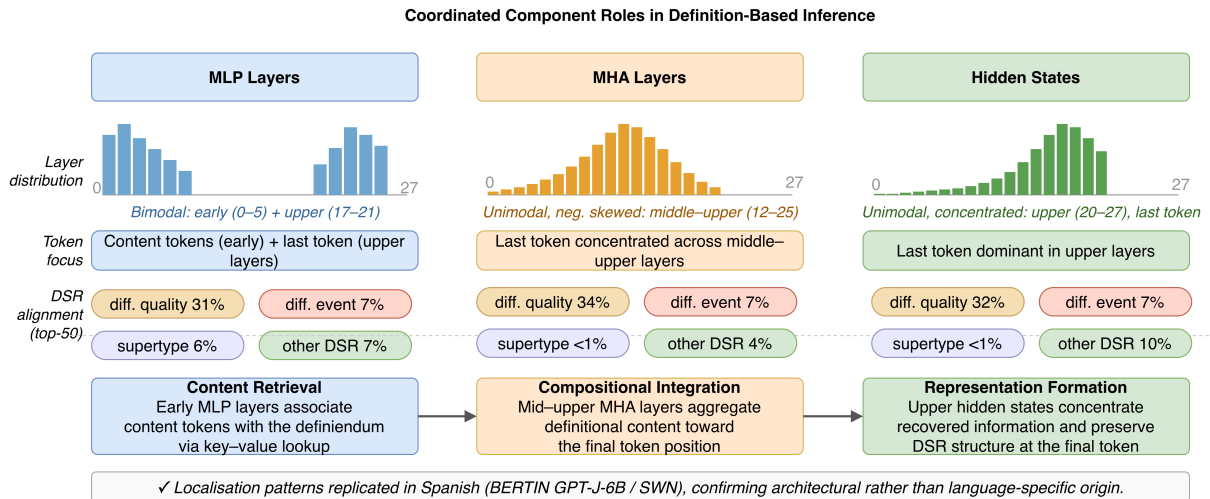 Coordinated Component Roles in Definition-Based Inference
MLP Layers
MHA Layers
Hidden States
Layer
distribution
0
27
0
27
0
27
Bimodal: early (0–5) + upper (17–21)
Unimodal, neg. skewed: middle–upper (12–25)
Unimodal, concentrated: upper (20–27), last token
Token
focus
Content tokens (early) + last token (upper
layers)
Last token concentrated across middle–
upper layers
Last token dominant in upper layers
DSR
alignment
(top-50)
diff. quality 31%
diff. event 7%
supertype 6%
other DSR 7%
diff. quality 34%
diff. event 7%
supertype <1%
other DSR 4%
diff. quality 32%
diff. event 7%
supertype <1%
other DSR 10%
Content Retrieval
Early MLP layers associate
content tokens with the definiendum
via key–value lookup
Compositional Integration
Mid–upper MHA layers aggregate
definitional content toward
the final token position
Representation Formation
Upper hidden states concentrate
recovered information and preserve
DSR structure at the final token
✓ Localisation patterns replicated in Spanish (BERTIN GPT-J-6B / SWN), confirming architectural rather than language-specific origin.